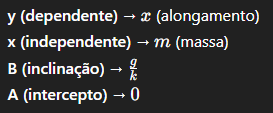 y (dependente) → x (alongamento)
x (independente) → m (massa)
B (inclinação) → g/k
A (intercepto) → 0